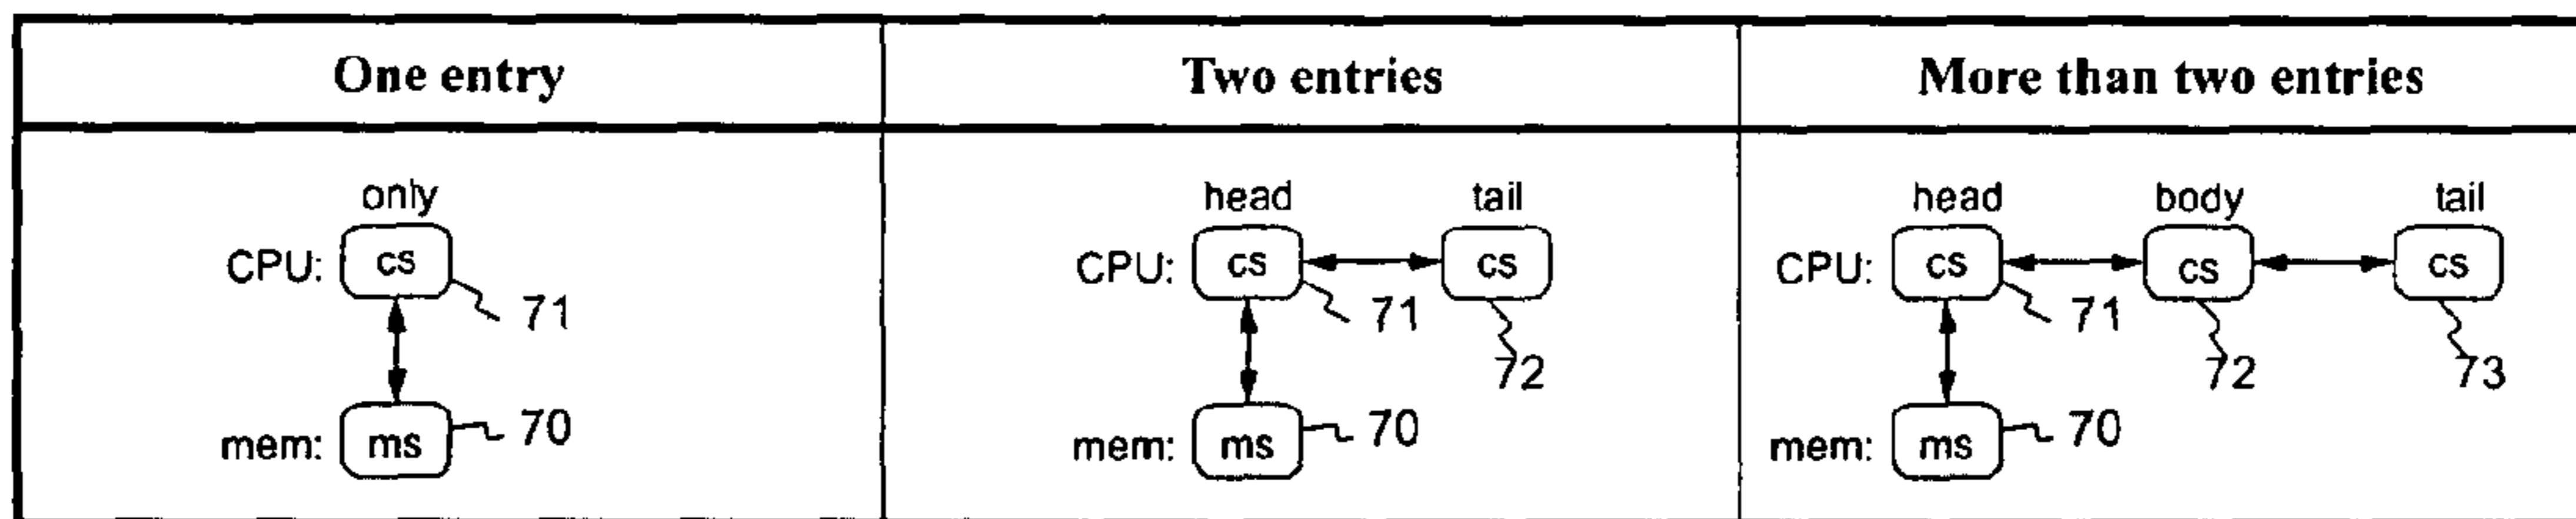 One entry Two entries More than two entries
only head tail head body tail
CPU: cs CPU: cs cs CPU: cs cs cs
71 71 71
72 72 73
mem: ms 70 mem: ms 70 mem: ms 70